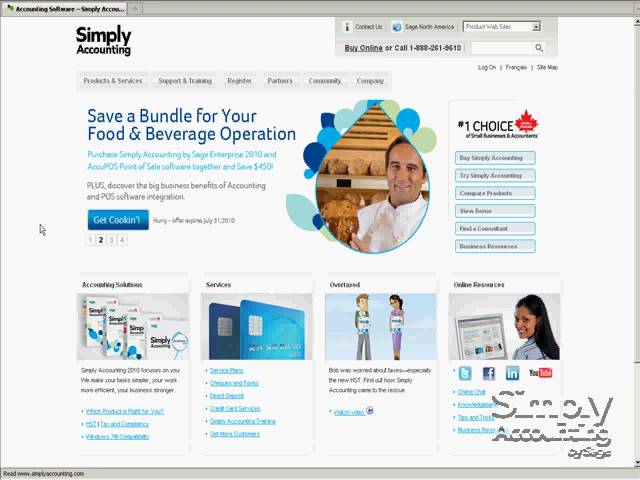 Accounting Software -- Simply Accou...
Simply
Accounting
Contact Us
Sage North America
Product Web Sites
Buy Online or Call 1-888-261-9610
Log On | Français | Site Map
Products & Services
Support & Training
Register
Partners
Community
Company
Save a Bundle for Your
Food & Beverage Operation
Purchase Simply Accounting by Sage Enterprise 2010 and
AccuPOS Point of Sale software together and Save $450!
PLUS, discover the big business benefits of Accounting
and POS software integration.
Get Cookin'!
Hurry - offer expires July 31,2010
1 2 3 4
#1 CHOICE
of Small Businesses & Accountants
Buy Simply Accounting
Try Simply Accounting
Compare Products
View Demo
Find a Consultant
Business Resources
Accounting Solutions
Simply Accounting 2010 focuses on you
We make your tasks simpler, your work
more efficient, your business stronger.
Which Product is Right for You?
HST | Tax and Compliancy
Windows 7® Compatibility
Services
Service Plans
Cheques and Forms
Direct Deposit
Credit Card Services
Simply Accounting Training
Get More Customers
Overtaxed
Bob was worried about taxes—especially
the new HST. Find out how Simply
Accounting came to the rescue.
Watch video
Online Resources
You Tube
Online Chat
Knowledgebase
Tips and Tricks
Business Resources
Simply
Accounting
by Sage
Read www.simplyaccounting.com